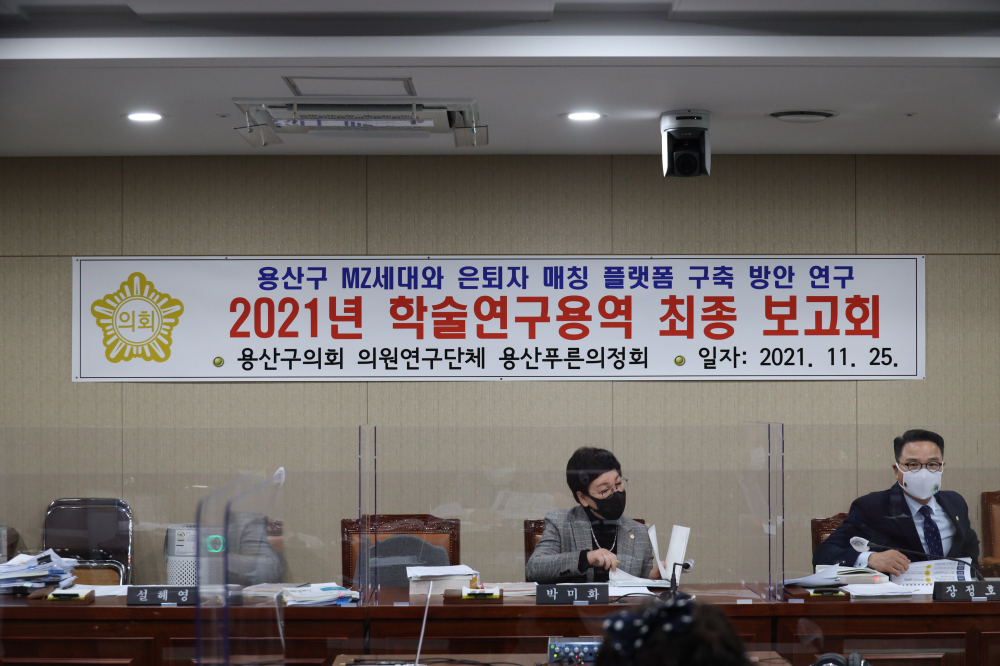 용산구 MZ세대와 은퇴자 매칭 플랫폼 구축 방안 연구
의회
2021년 학술연구용역 최종 보고회
용산구의회 의원연구단체 용산푸른의정회 일자: 2021. 11. 25.
설혜영
박미화
장정호